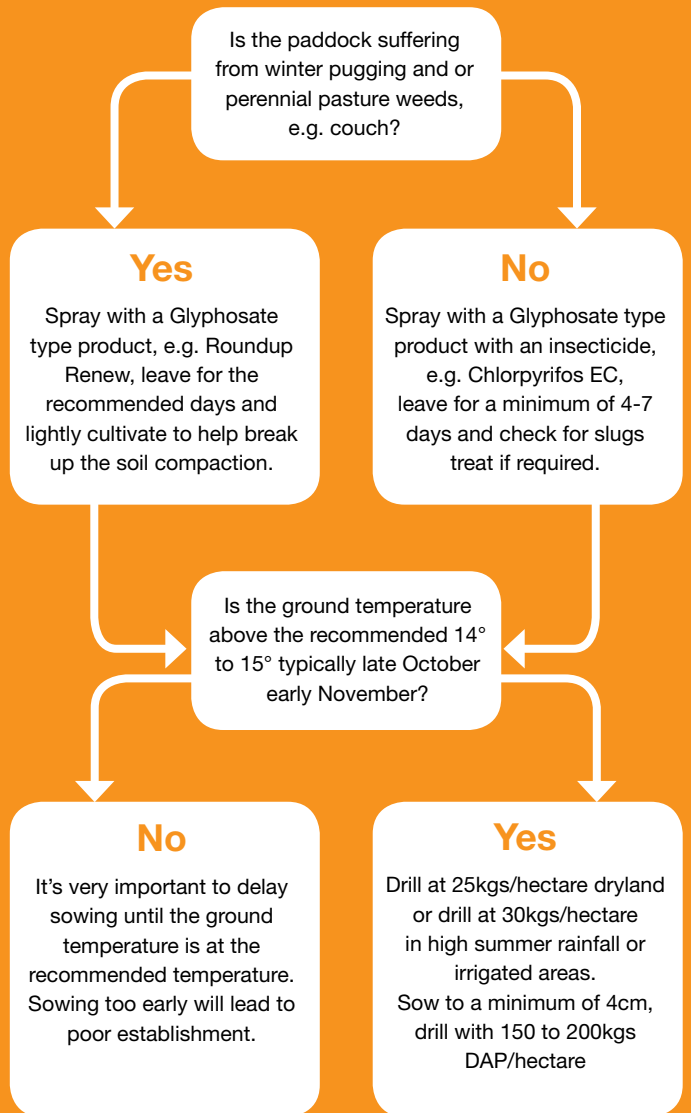 Is the paddock suffering
from winter pugging and or
perennial pasture weeds,
e.g. couch?
Yes
Spray with a Glyphosate
type product, e.g. Roundup
Renew, leave for the
recommended days and
lightly cultivate to help break
up the soil compaction.
No
Spray with a Glyphosate type
product with an insecticide,
e.g. Chlorpyrifos EC,
leave for a minimum of 4-7
days and check for slugs
treat if required.
Is the ground temperature
above the recommended 14°
to 15° typically late October
early November?
No
It's very important to delay
sowing until the ground
temperature is at the
recommended temperature.
Sowing too early will lead to
poor establishment.
Yes
Drill at 25kgs/hectare dryland
or drill at 30kgs/hectare
in high summer rainfall or
irrigated areas.
Sow to a minimum of 4cm,
drill with 150 to 200kgs
DAP/hectare